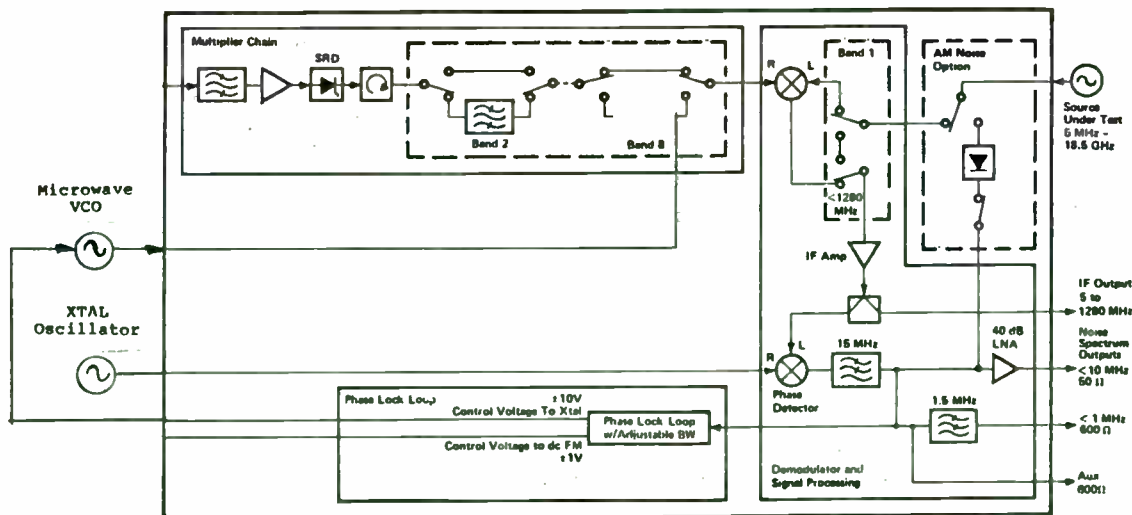 Multiplier Chain
SRD
Band 2
Band 8
Microwave
VCO
XTAL
Oscillator
R
L
Band 1
<1280
MHz
AM Noise
Option
Source
Under Test
5 MHz -
18.5 GHz
IF Amp
IF Output
5 to
1280 MHz
40 dB
LNA
Noise
Spectrum
Outputs
<10 MHz
50 Ω
R
L
15 MHz
Phase
Detector
1.5 MHz
< 1 MHz
600 Ω
Aux
600Ω
Demodulator and
Signal Processing
Phase Lock Loop
±10V
Control Voltage To Xtal
Phase Lock Loop
w/Adjustable BW
Control Voltage to dc FM
±1V